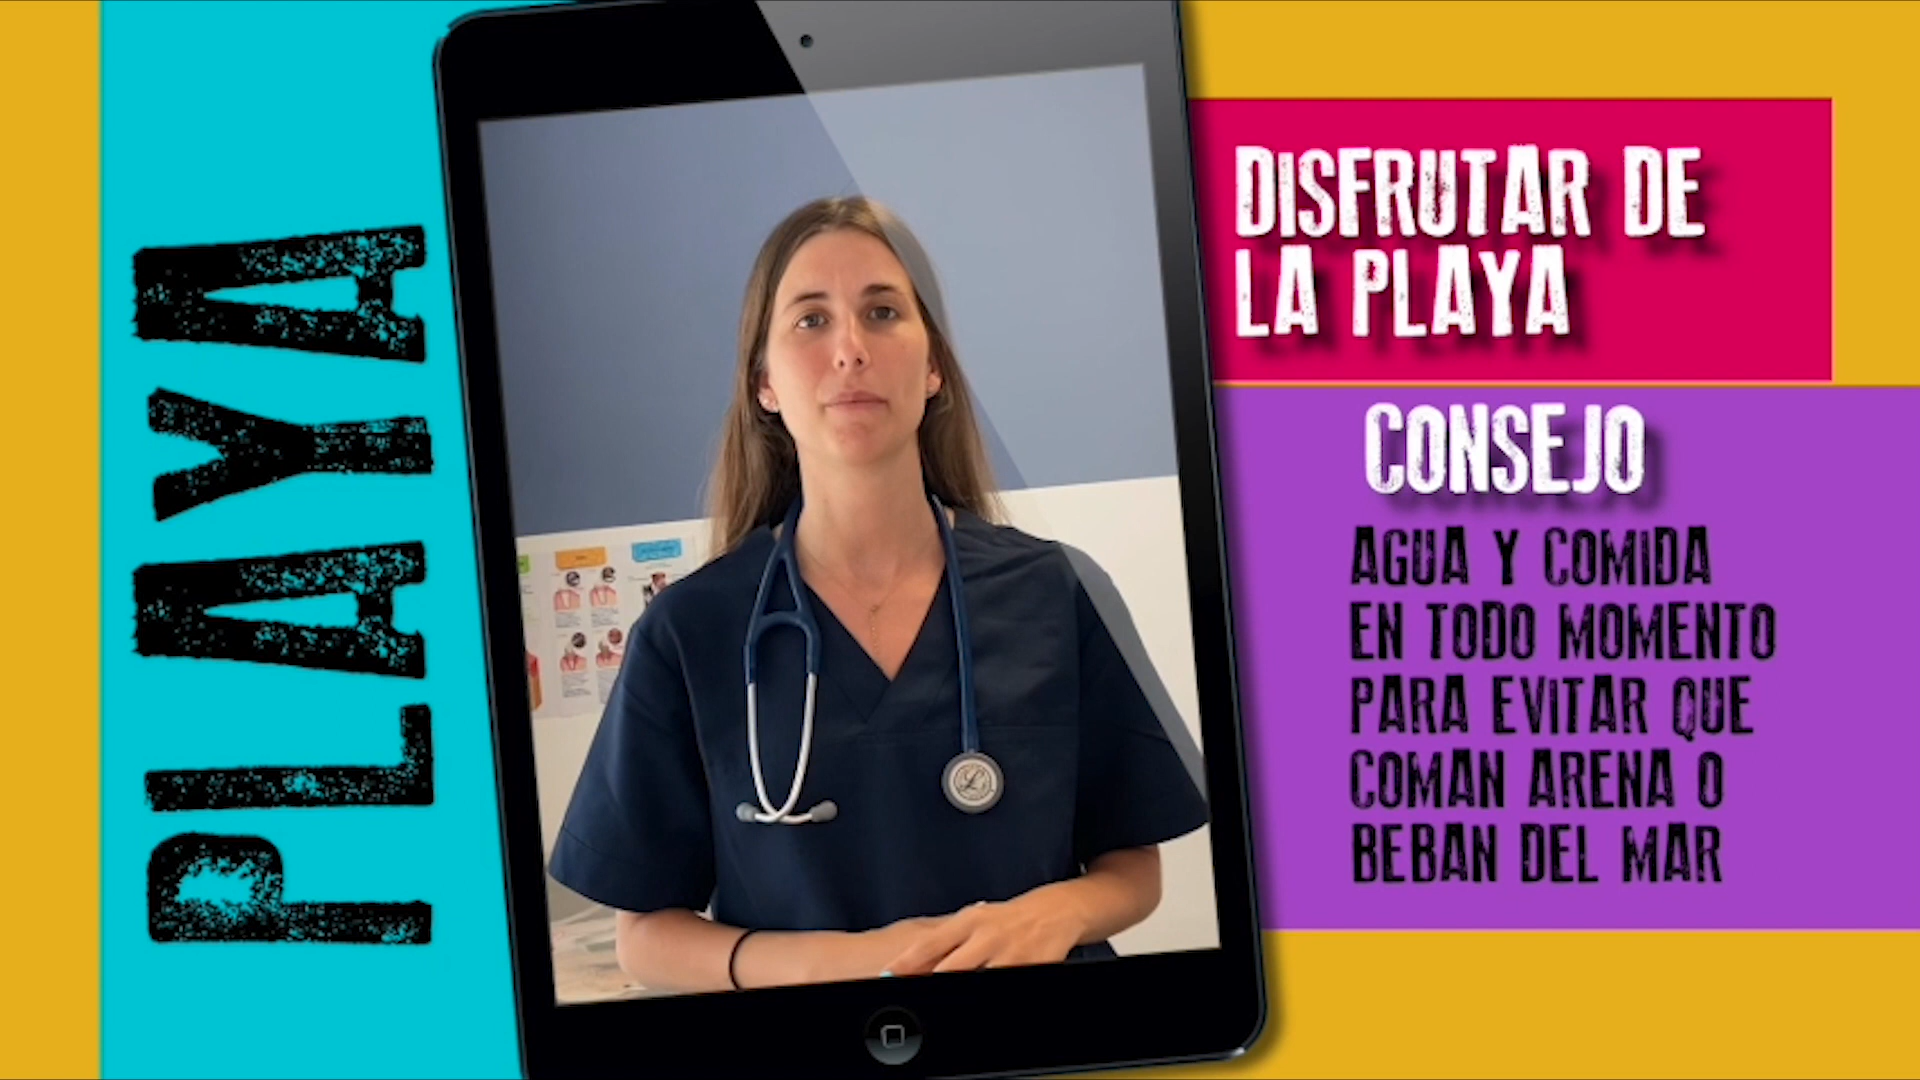 PLAYA
DISFRUTAR DE
LA PLAYA
CONSEJO
AGUA Y COMIDA
EN TODO MOMENTO
PARA EVITAR QUE
COMAN ARENA O
BEBAN DEL MAR